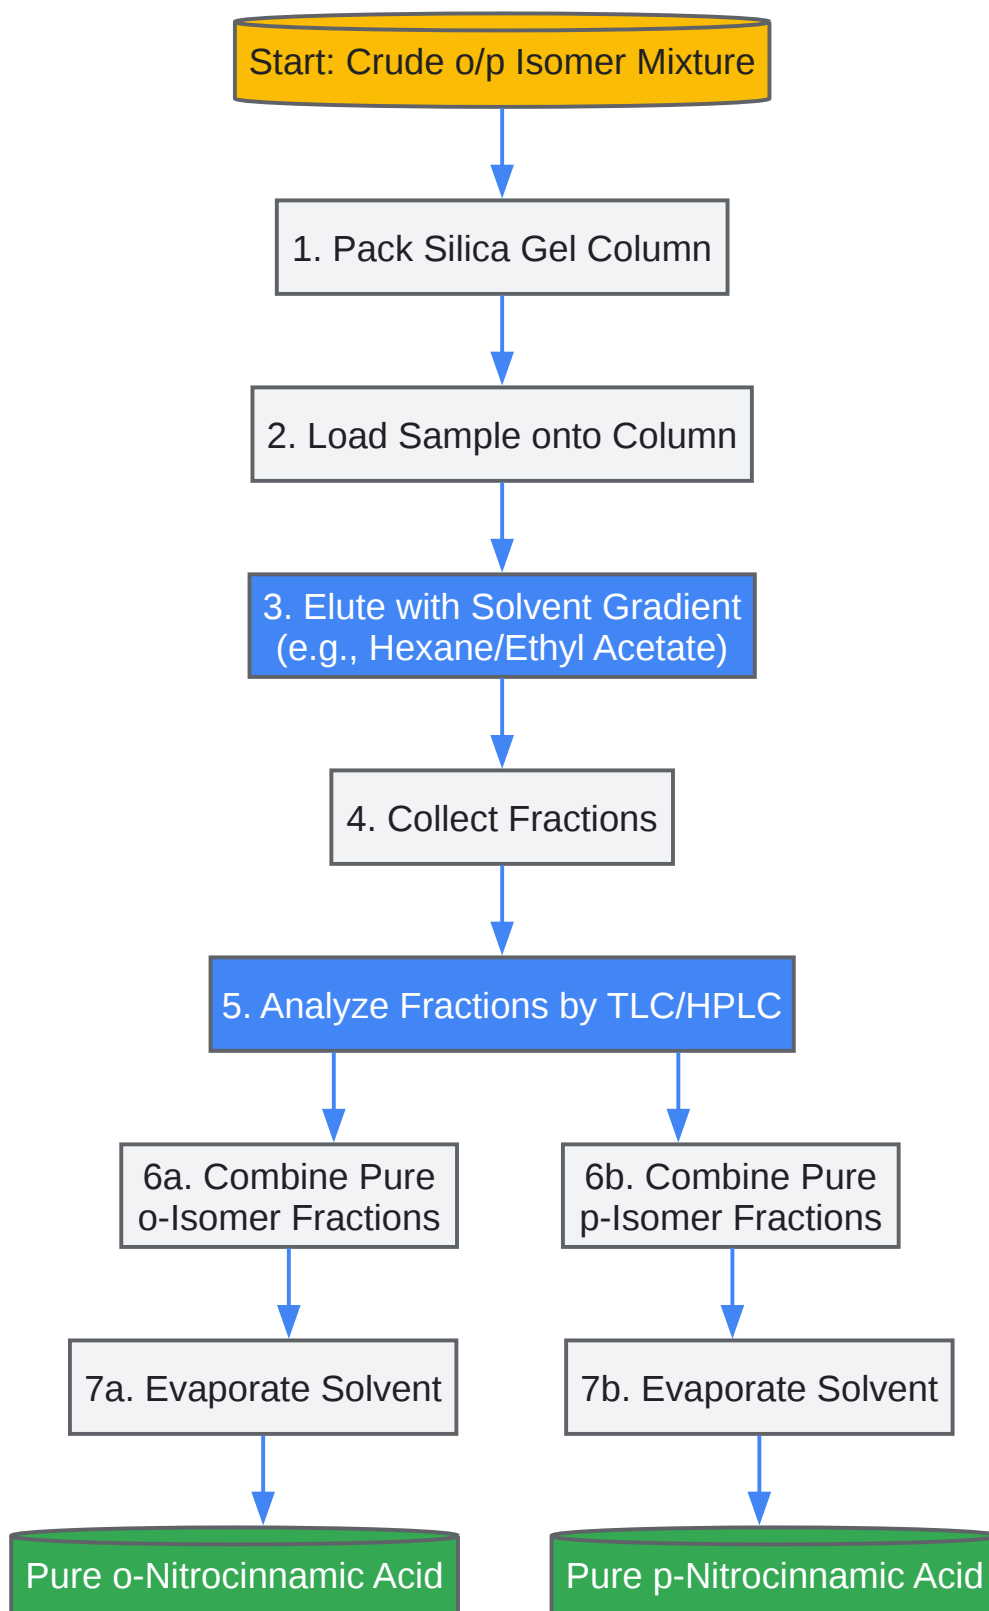 Start: Crude o/p Isomer Mixture
1. Pack Silica Gel Column
2. Load Sample onto Column
3. Elute with Solvent Gradient
(e.g., Hexane/Ethyl Acetate)
4. Collect Fractions
5. Analyze Fractions by TLC/HPLC
6a. Combine Pure
o-Isomer Fractions
6b. Combine Pure
p-Isomer Fractions
7a. Evaporate Solvent
7b. Evaporate Solvent
Pure o-Nitrocinnamic Acid
Pure p-Nitrocinnamic Acid